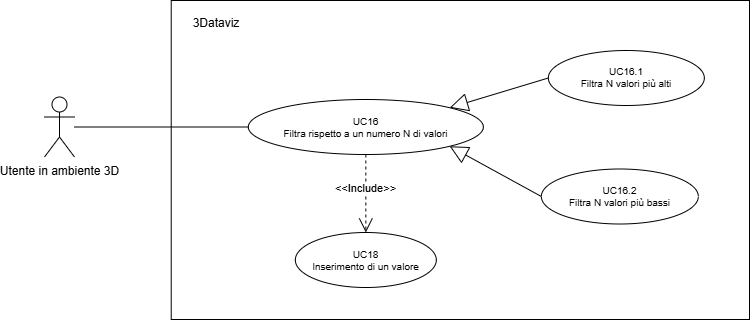 3Dataviz
UC16.1
Filtra N valori più alti
UC16
Filtra rispetto a un numero N di valori
Utente in ambiente 3D
<<Include>>
UC16.2
Filtra N valori più bassi
UC18
Inserimento di un valore